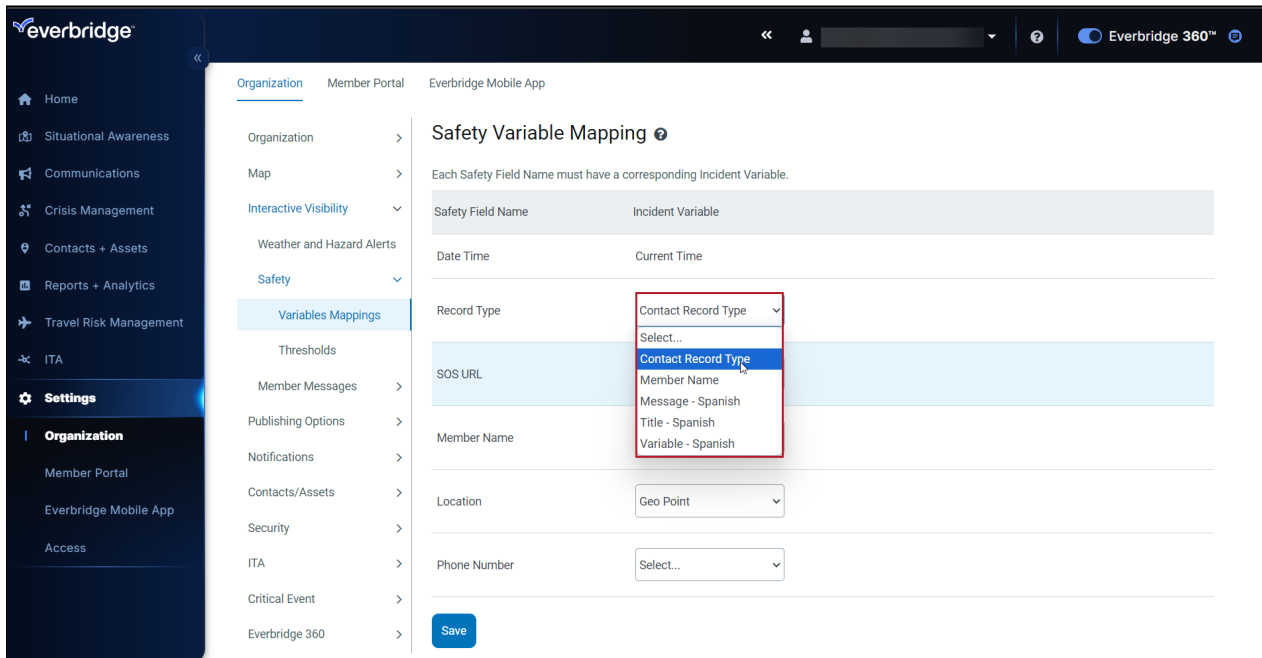 everbridge™
Everbridge 360™
Home
Situational Awareness
Communications
Crisis Management
Contacts + Assets
Reports + Analytics
Travel Risk Management
ITA
Settings
Organization
Member Portal
Everbridge Mobile App
Access
Organization Member Portal Everbridge Mobile App
Organization
Map
Interactive Visibility
Weather and Hazard Alerts
Safety
Variables Mappings
Thresholds
Member Messages
Publishing Options
Notifications
Contacts/Assets
Security
ITA
Critical Event
Everbridge 360
Safety Variable Mapping
Each Safety Field Name must have a corresponding Incident Variable.
Safety Field Name Incident Variable
Date Time Current Time
Record Type Contact Record Type
Select...
Contact Record Type
Member Name
Message - Spanish
Title - Spanish
Variable - Spanish
SOS URL
Member Name
Location Geo Point
Phone Number Select...
Save